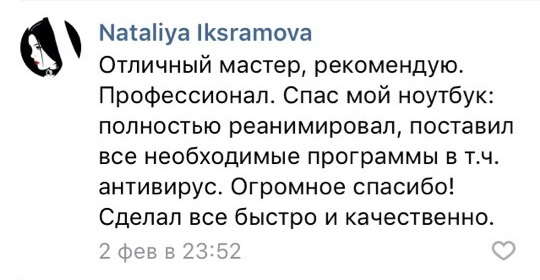 Nataliya Iksramova
Отличный мастер, рекомендую.
Профессионал. Спас мой ноутбук:
полностью реанимировал, поставил
все необходимые программы в т.ч.
антивирус. Огромное спасибо!
Сделал все быстро и качественно.
2 фев в 23:52